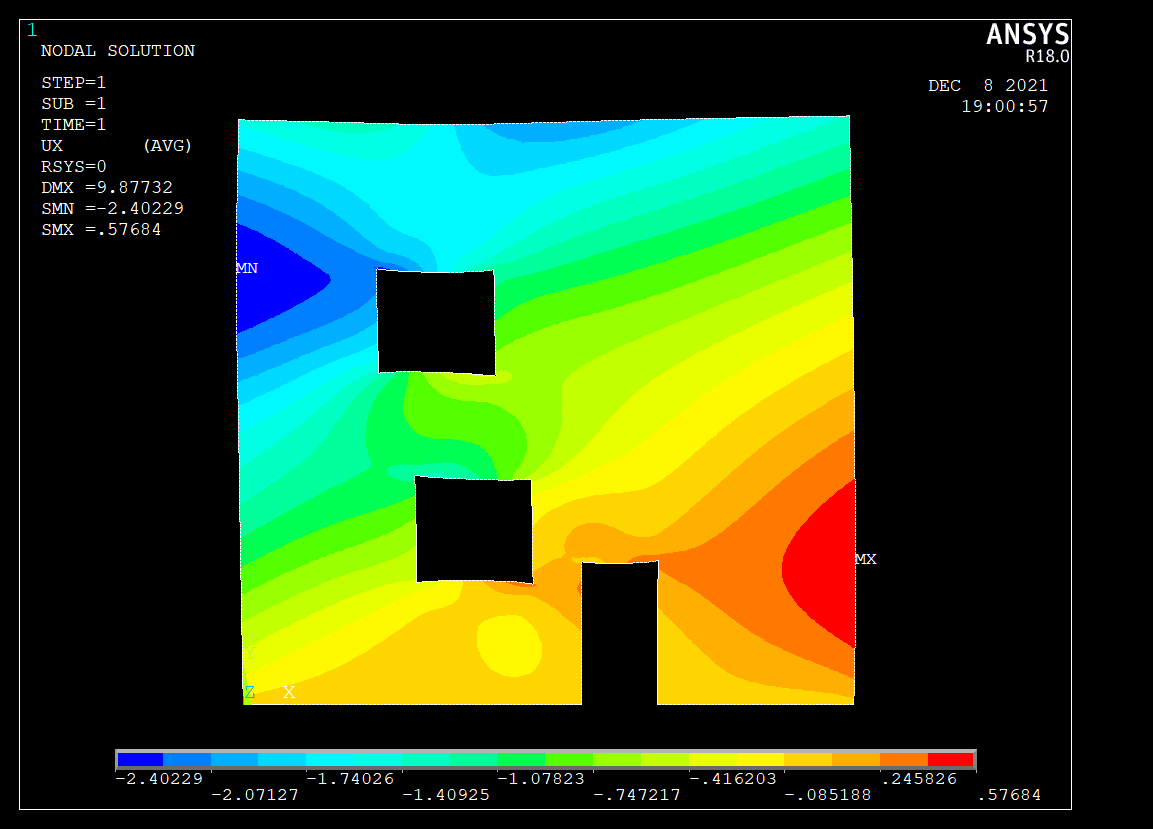 1
ANSYS
R18.0
NODAL SOLUTION
STEP=1
SUB =1
TIME=1
UX (AVG)
RSYS=0
DMX =9.87732
SMN =-2.40229
SMX =.57684
DEC 8 2021
19:00:57
MN
MX
Y
Z X
-2.40229 -1.74026 -1.07823 -.416203 .245826
-2.07127 -1.40925 -.747217 -.085188 .57684